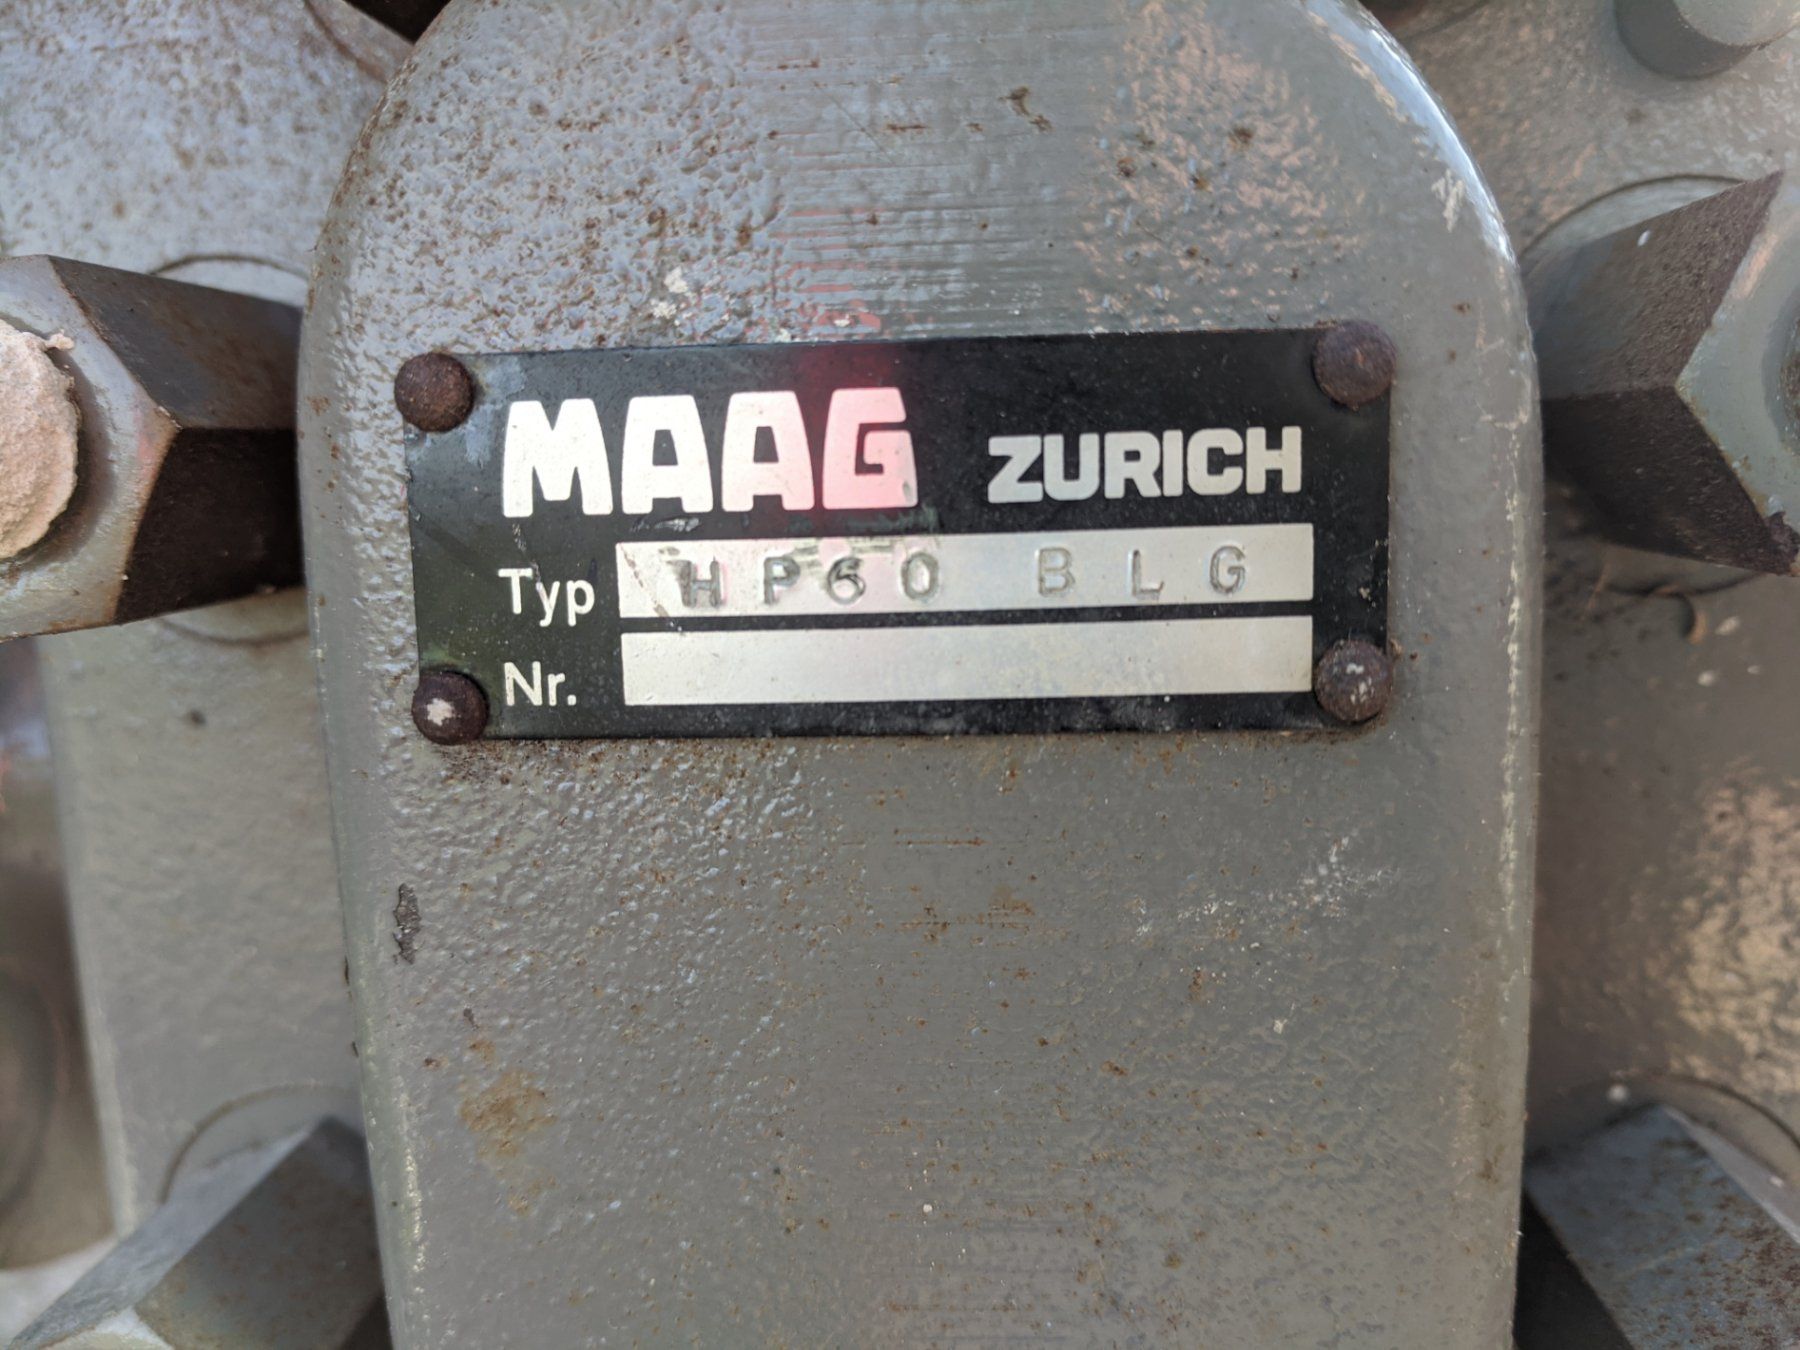 MAAG ZURICH
Typ HP60 BLG
Nr.